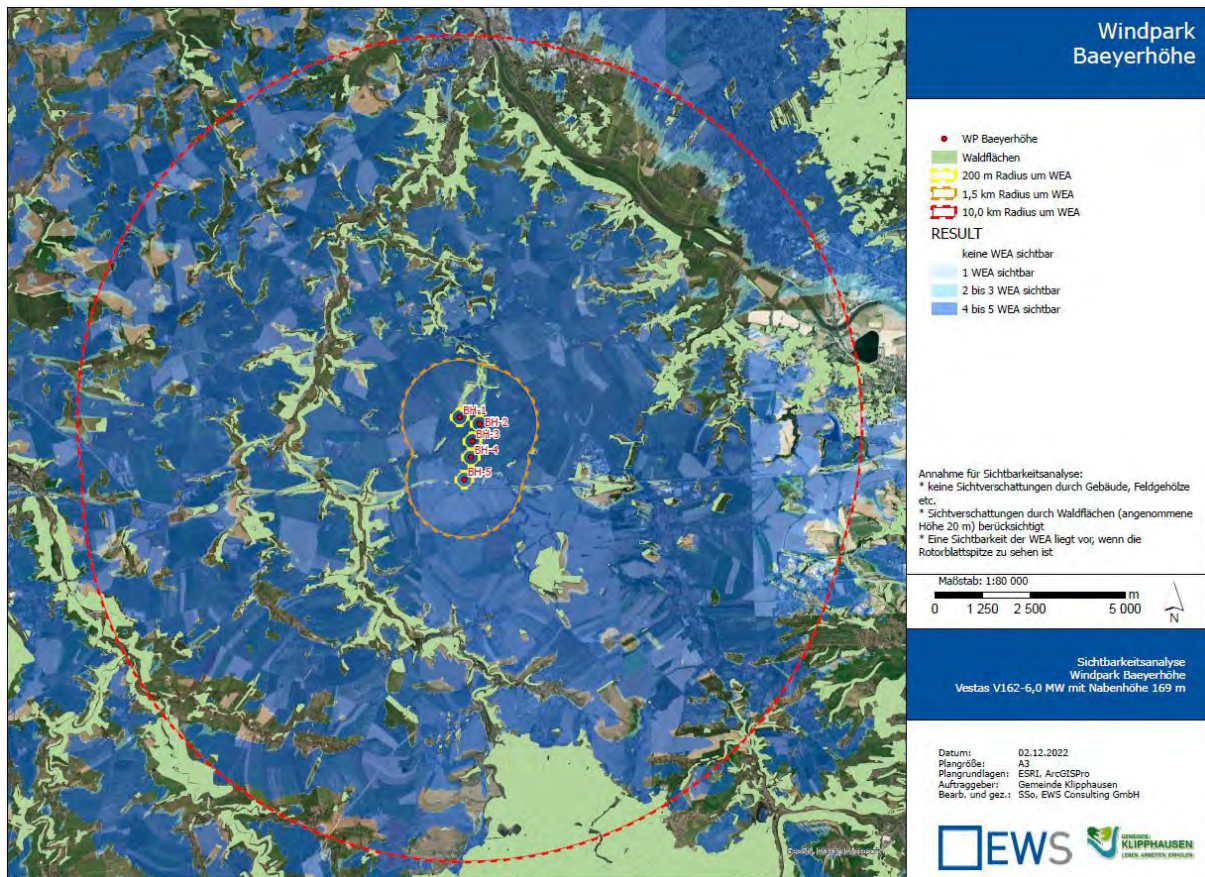 Windpark
Baeyerhöhe
WP Baeyerhöhe
Waldflächen
200 m Radius um WEA
1,5 km Radius um WEA
10,0 km Radius um WEA
RESULT
keine WEA sichtbar
1 WEA sichtbar
2 bis 3 WEA sichtbar
4 bis 5 WEA sichtbar
BH-1
BH-2
BH-3
BH-4
BH-5
Annahme für Sichtbarkeitsanalyse:
* keine Sichtverschattungen durch Gebäude, Feldgehölze
etc.
* Sichtverschattungen durch Waldflächen (angenommene
Höhe 20 m) berücksichtigt
* Eine Sichtbarkeit der WEA liegt vor, wenn die
Rotorblattspitze zu sehen ist
Maßstab: 1:80 000
m
0 1 250 2 500 5 000
N
Sichtbarkeitsanalyse
Windpark Baeyerhöhe
Vestas V162-6,0 MW mit Nabenhöhe 169 m
Datum: 02.12.2022
Plangröße: A3
Plangrundlagen: ESRI, ArcGISPro
Auftraggeber: Gemeinde Klipphausen
Bearb. und gez.: SSo, EWS Consulting GmbH
EWS
GEMEINDE
KLIPPHAUSEN
LEBEN. ARBEITEN. ERHOLEN